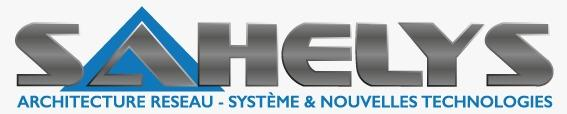 SAHELYS
ARCHITECTURE RESEAU - SYSTÈME & NOUVELLES TECHNOLOGIES